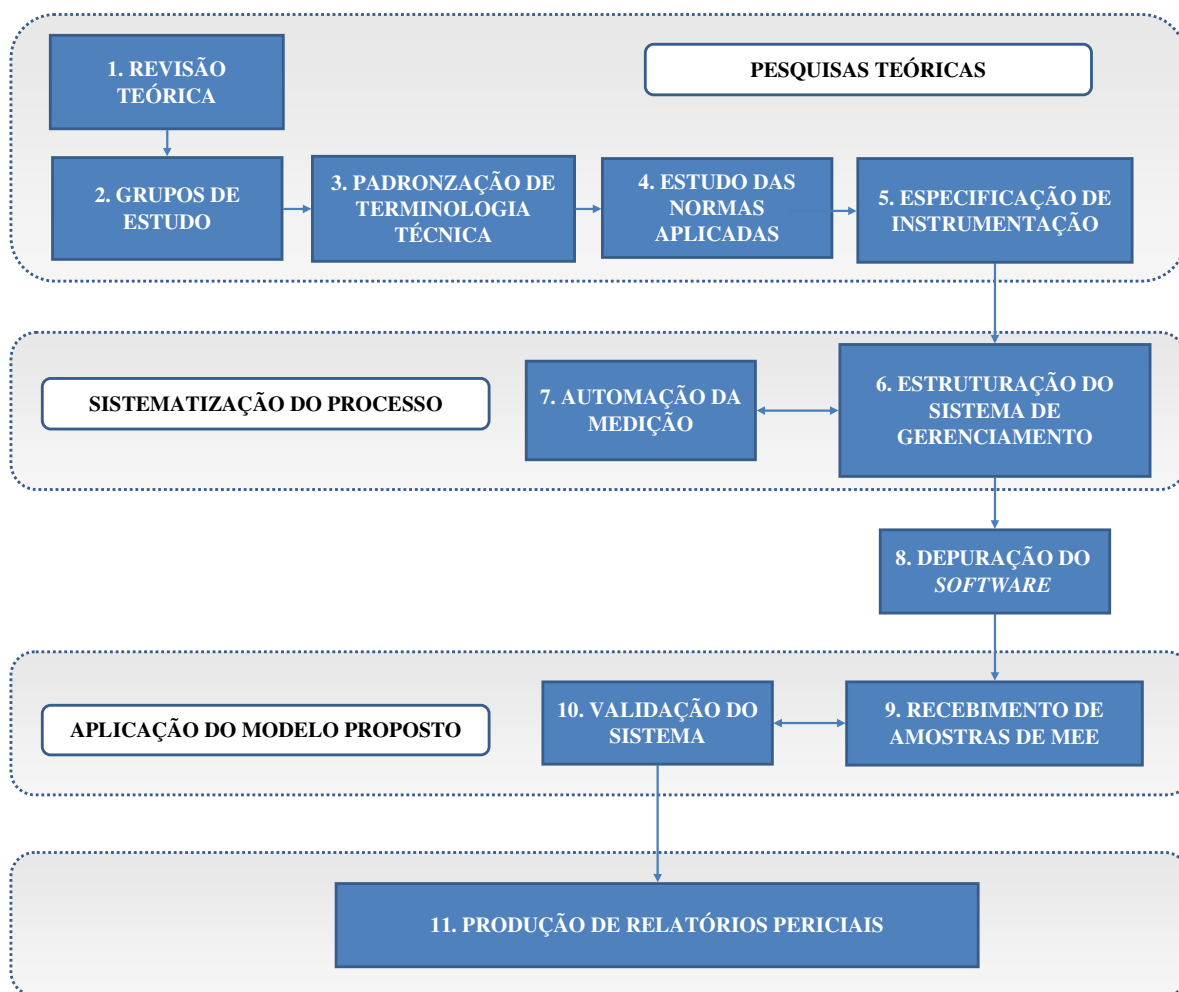 1. REVISÃO
TEÓRICA
PESQUISAS TEÓRICAS
2. GRUPOS DE
ESTUDO
3. PADRONZAÇÃO DE
TERMINOLOGIA
TÉCNICA
4. ESTUDO DAS
NORMAS
APLICADAS
5. ESPECIFICAÇÃO DE
INSTRUMENTAÇÃO
SISTEMATIZAÇÃO DO PROCESSO
7. AUTOMAÇÃO DA
MEDIÇÃO
6. ESTRUTURAÇÃO DO
SISTEMA DE
GERENCIAMENTO
8. DEPURAÇÃO DO
SOFTWARE
APLICAÇÃO DO MODELO PROPOSTO
10. VALIDAÇÃO DO
SISTEMA
9. RECEBIMENTO DE
AMOSTRAS DE MEE
11. PRODUÇÃO DE RELATÓRIOS PERICIAIS